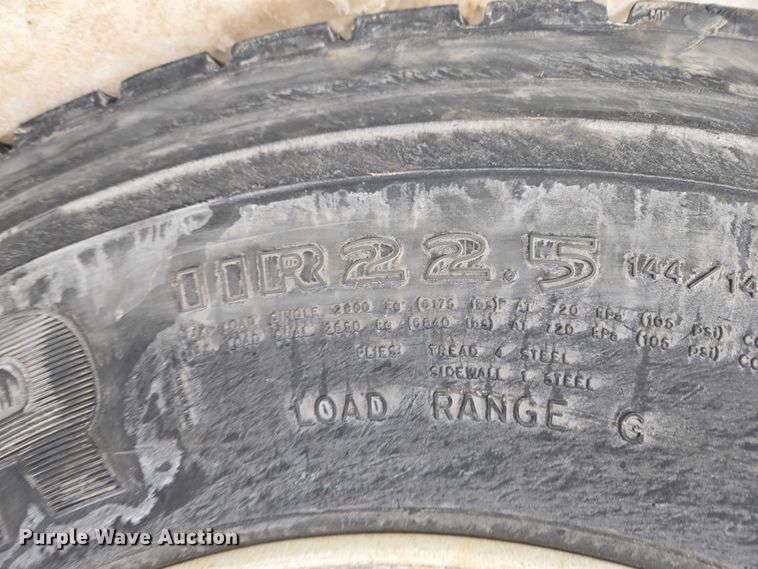 11R22.5 144/14
MAX LOAD SINGLE 2800 KG (6175 lbs) AT 720 KPa (105 psi) CO
MAX LOAD DUAL 2650 KG (5840 lbs) AT 720 KPa (105 psi) CO
PLIES: TREAD 4 STEEL
SIDEWALL 1 STEEL
LOAD RANGE G
R
Purple Wave Auction